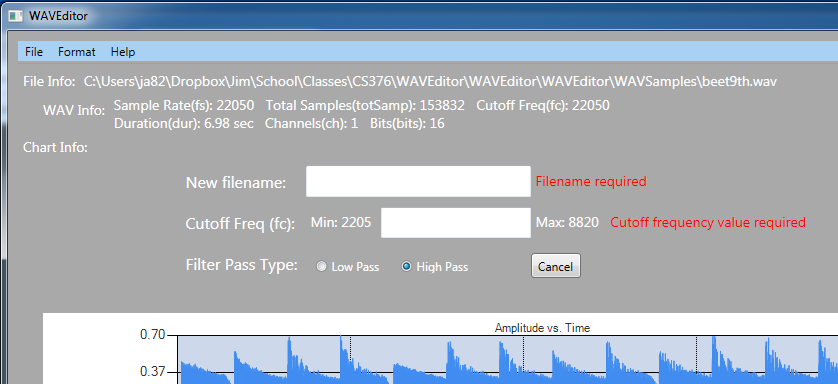 WAVEditor
File Format Help
File Info: C:\Users\ja82\Dropbox\Jim\School\Classes\CS376\WAVEditor\WAVEditor\WAVEditor\WAVSamples\beet9th.wav
WAV Info: Sample Rate(fs): 22050 Total Samples(totSamp): 153832 Cutoff Freq(fc): 22050
Duration(dur): 6.98 sec Channels(ch): 1 Bits(bits): 16
Chart Info:
New filename: Filename required
Cutoff Freq (fc): Min: 2205 Max: 8820 Cutoff frequency value required
Filter Pass Type: Low Pass High Pass Cancel
Amplitude vs. Time
0.70
0.37